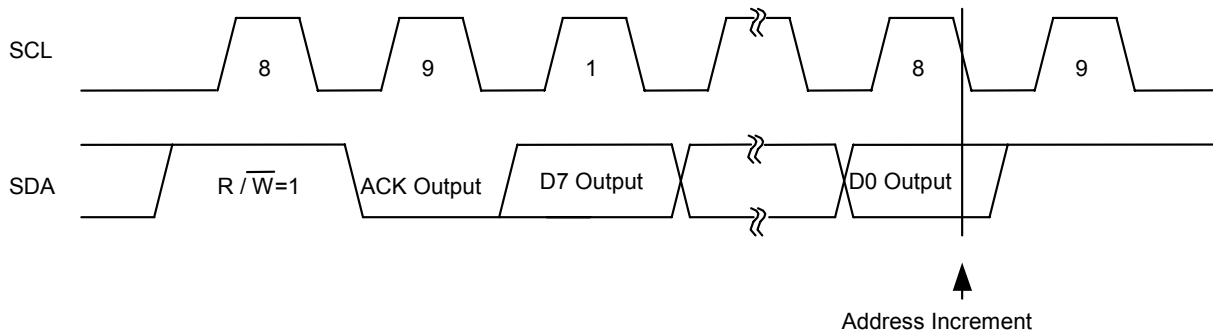 SCL
8
9
1
8
9
SDA
R / W=1
ACK Output
D7 Output
D0 Output
Address Increment